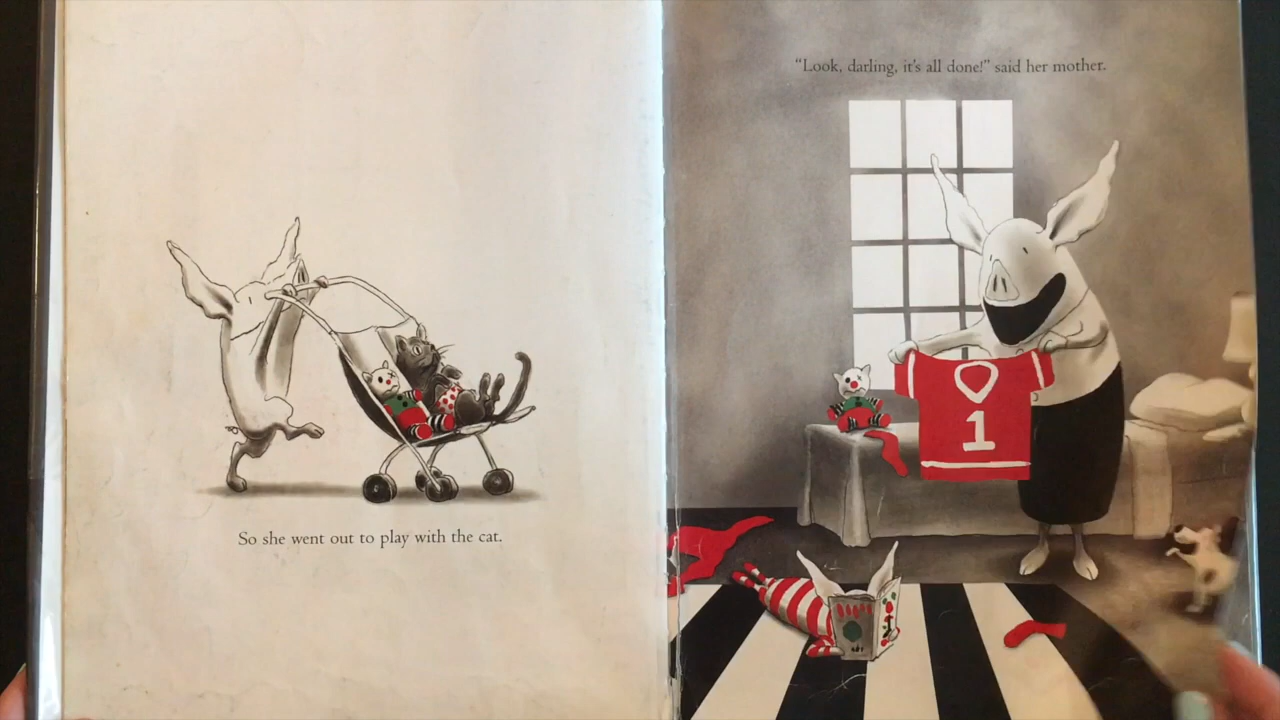 So she went out to play with the cat.
“Look, darling, it’s all done!” said her mother.
1